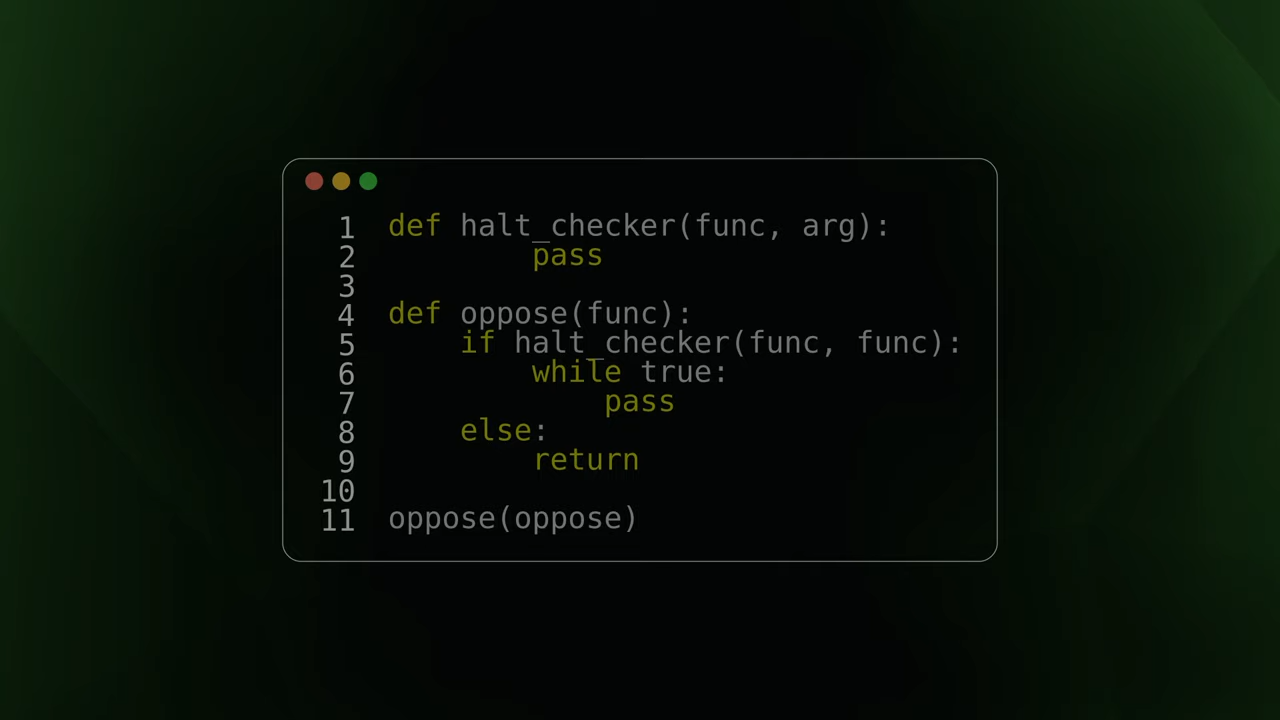 1 def halt_checker(func, arg):
2 pass
3
4 def oppose(func):
5 if halt_checker(func, func):
6 while true:
7 pass
8 else:
9 return
10
11 oppose(oppose)